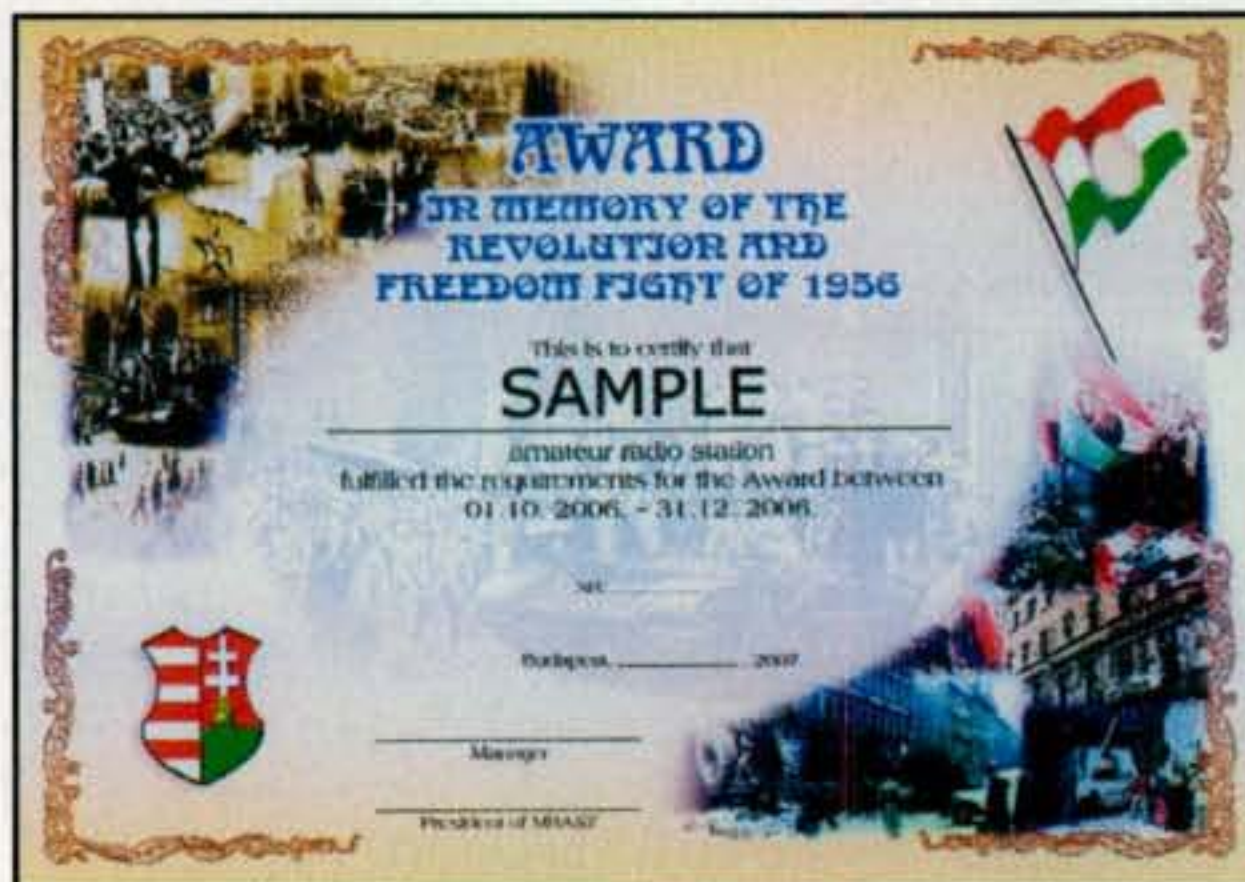 AWARD
IN MEMORY OF THE
REVOLUTION AND
FREEDOM FIGHT OF 1956
This is to certify that
SAMPLE
amateur radio station
fulfilled the requirements for the Award between
01.10. 2006. - 31.12. 2006.
Budapest, 2007
Manager
President of MRASZ